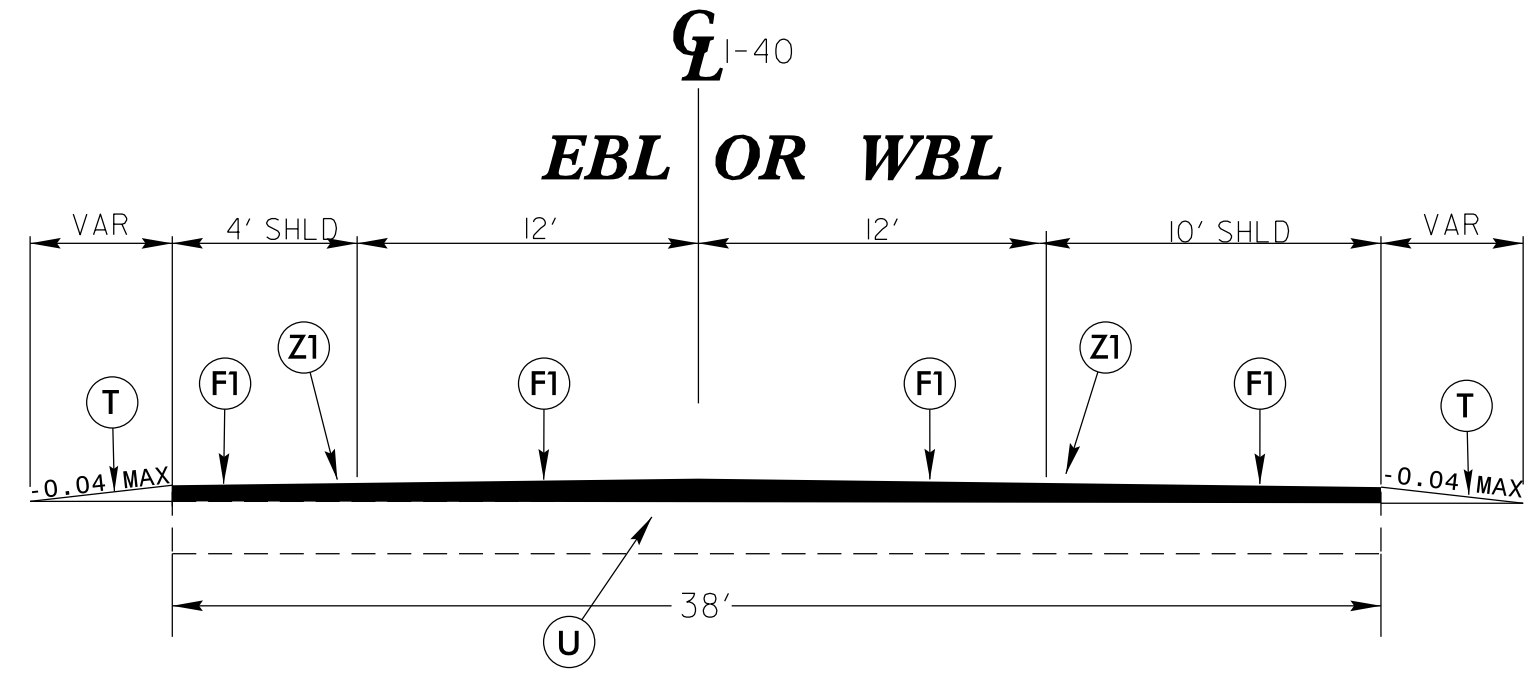 ℄ I-40
EBL OR WBL
VAR 4' SHLD 12' 12' 10' SHLD VAR
Z1 Z1
F1 F1 F1 F1
T T
-0.04 MAX -0.04 MAX
38'
U